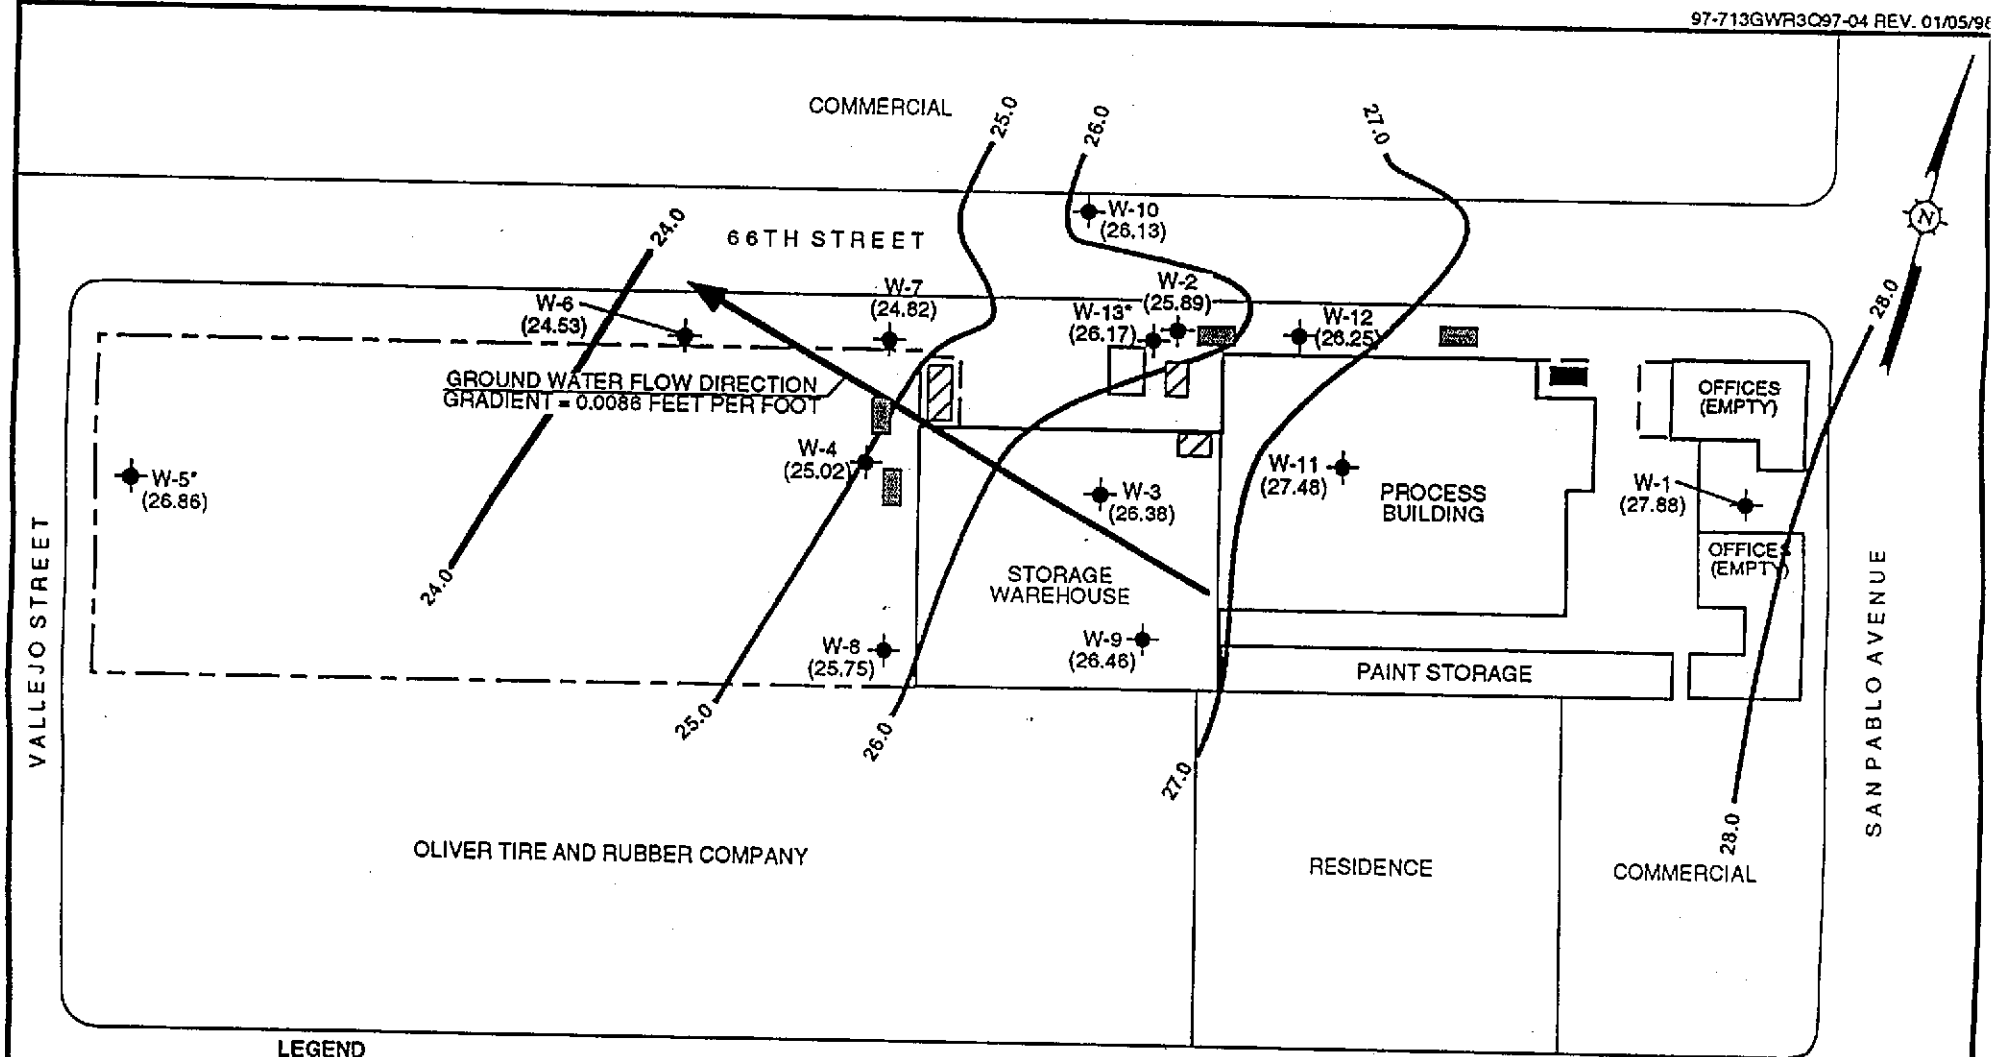 97-713GWR3Q97-04 REV. 01/05/98
COMMERCIAL
25.0
26.0
27.0
24.0
66TH STREET
W-10
(26.13)
N
28.0
W-6
(24.53)
W-7
(24.82)
W-2
(25.89)
W-13*
(26.17)
W-12
(26.25)
GROUND WATER FLOW DIRECTION
GRADIENT = 0.0086 FEET PER FOOT
OFFICES
(EMPTY)
W-5*
(26.86)
W-4
(25.02)
W-3
(26.38)
W-11
(27.48)
PROCESS
BUILDING
W-1
(27.88)
OFFICES
(EMPTY)
VALLEJO STREET
24.0
STORAGE
WAREHOUSE
SAN PABLO AVENUE
W-8
(25.75)
W-9
(26.46)
PAINT STORAGE
25.0
26.0
27.0
28.0
OLIVER TIRE AND RUBBER COMPANY
RESIDENCE
COMMERCIAL
LEGEND